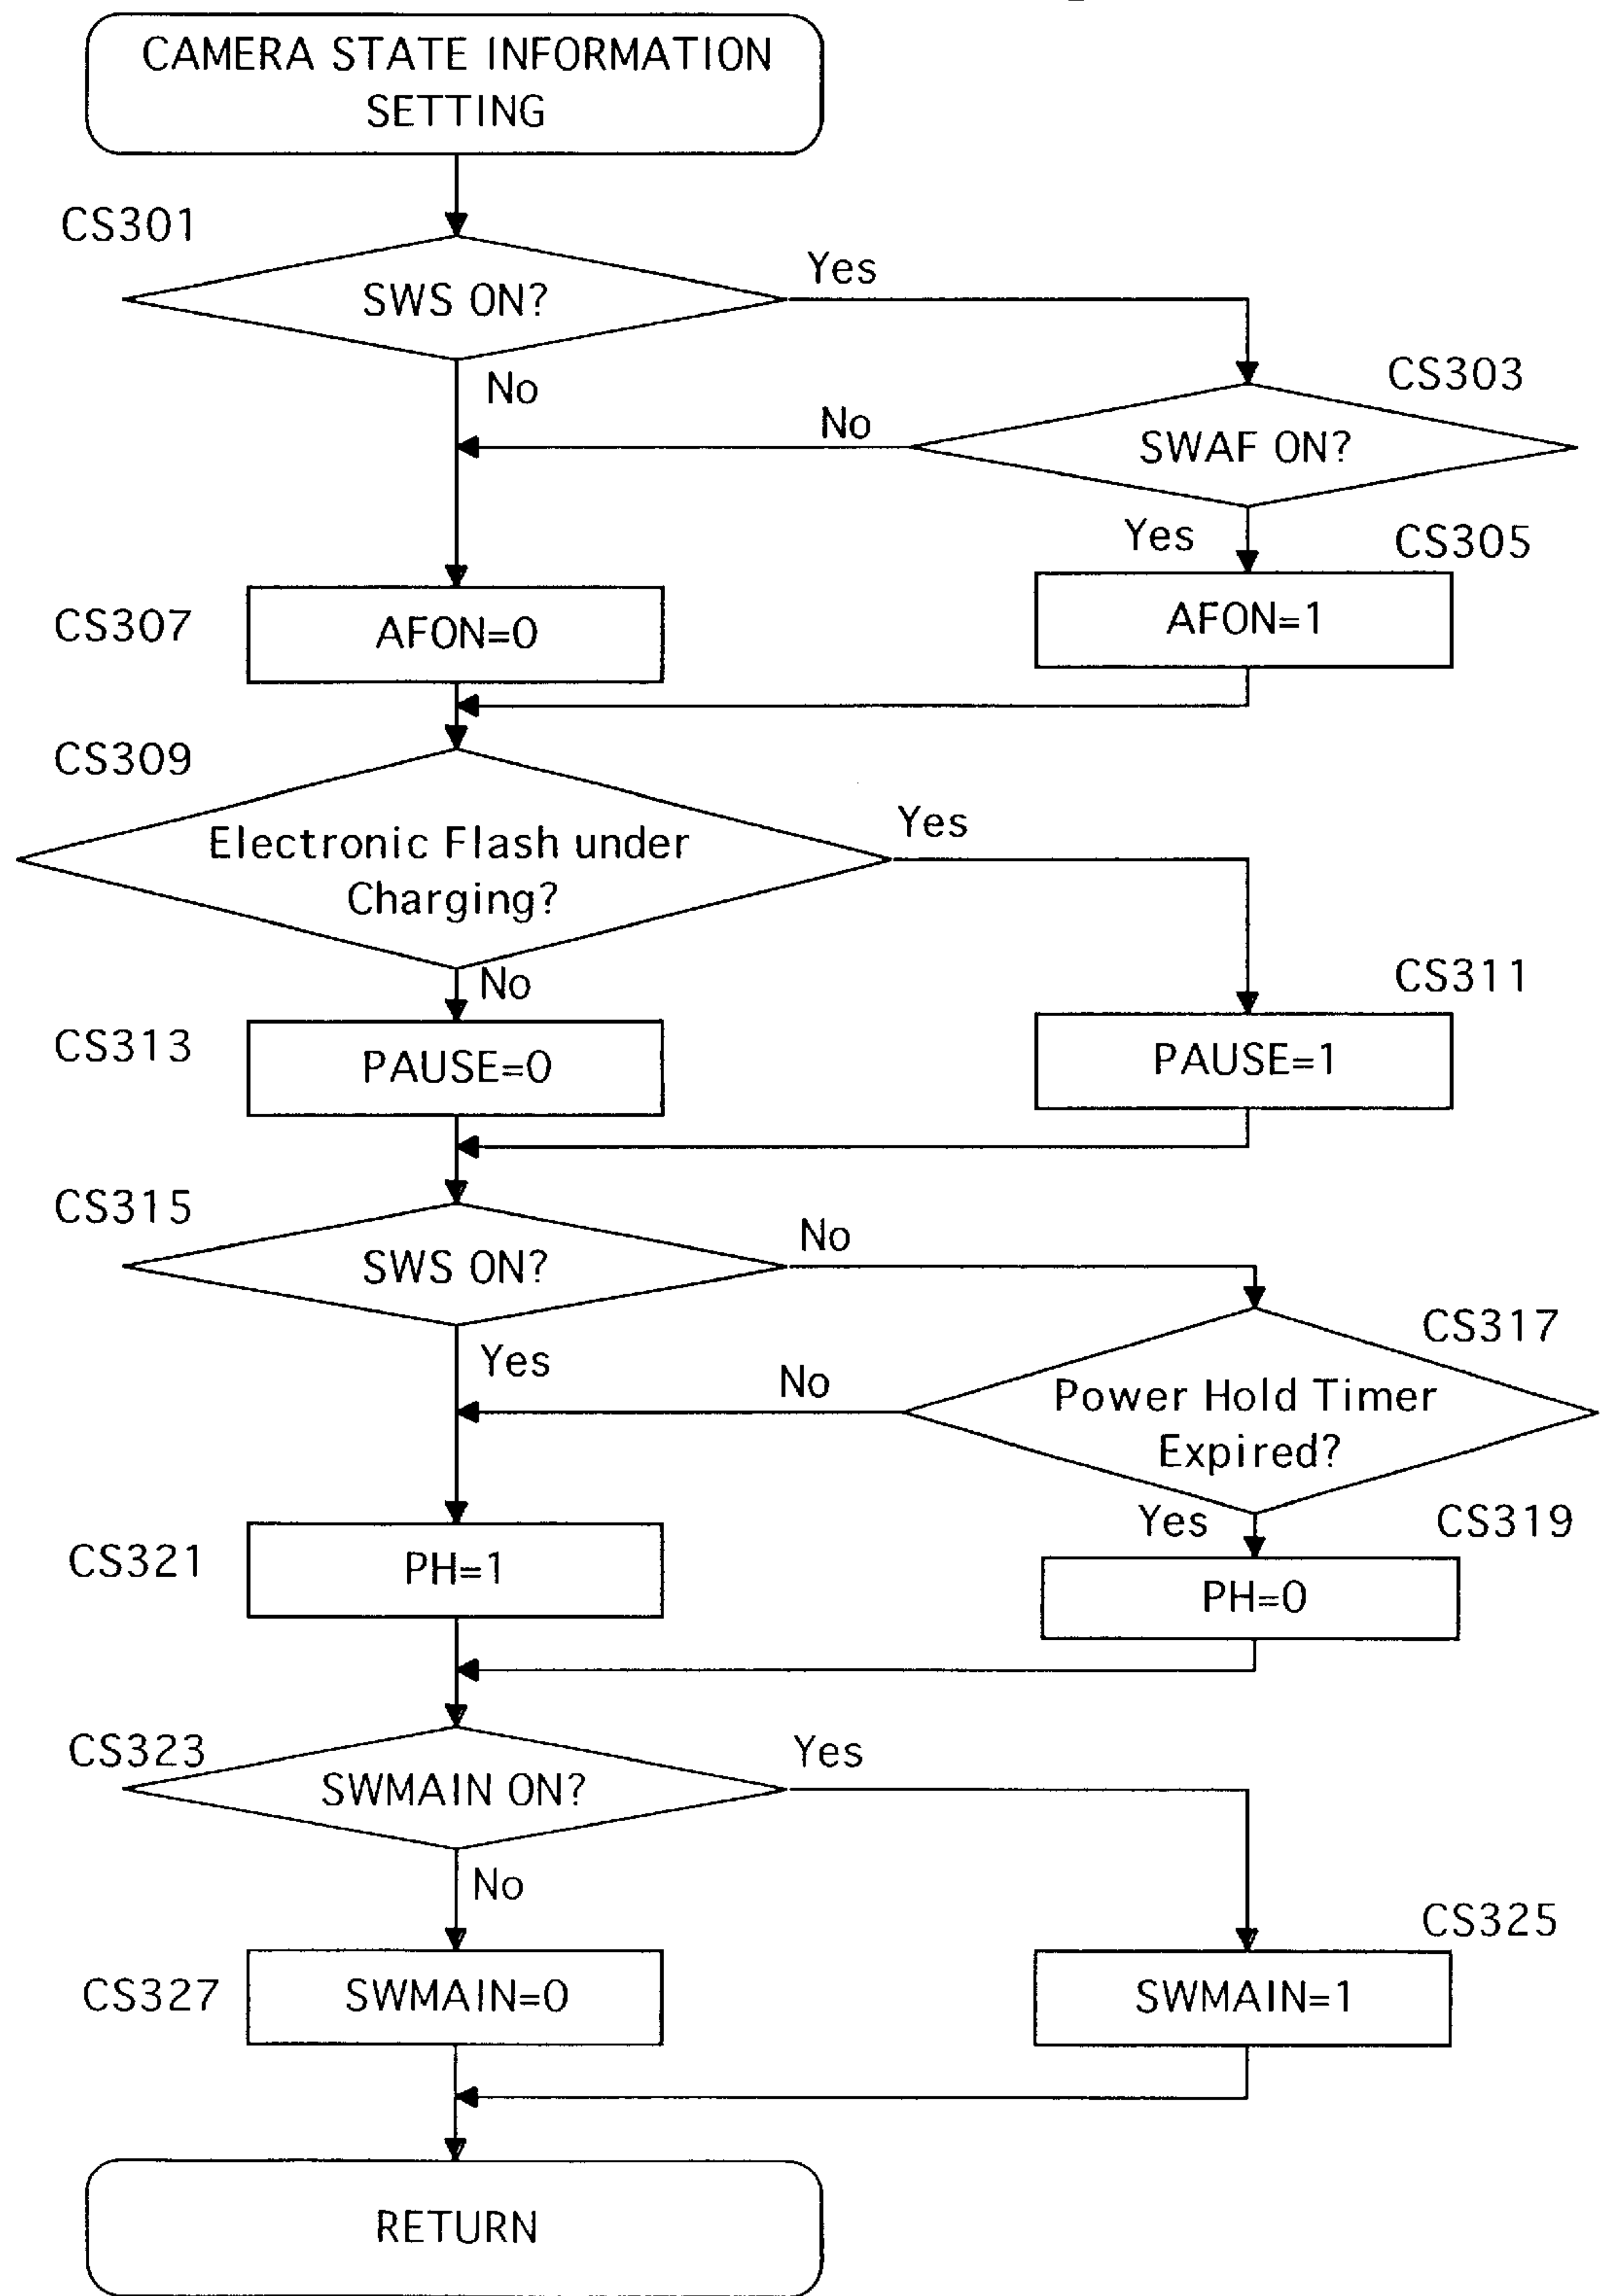 CAMERA STATE INFORMATION
SETTING
CS301
SWS ON?
Yes
No
CS303
SWAF ON?
No
Yes
CS305
AFON=1
CS307
AFON=0
CS309
Electronic Flash under
Charging?
Yes
No
CS311
PAUSE=1
CS313
PAUSE=0
CS315
SWS ON?
No
Yes
CS317
Power Hold Timer
Expired?
No
Yes
CS319
PH=0
CS321
PH=1
CS323
SWMAIN ON?
Yes
No
CS325
SWMAIN=1
CS327
SWMAIN=0
RETURN